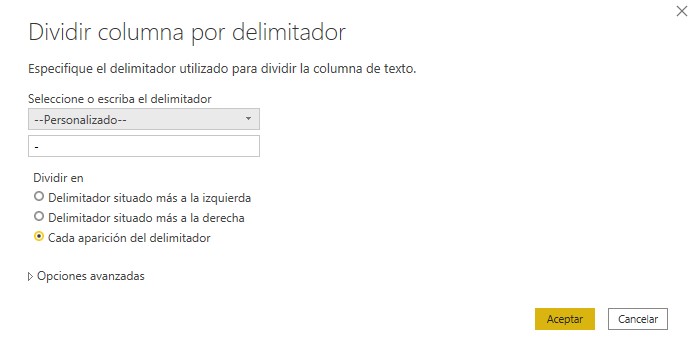 Dividir columna por delimitador
Especifique el delimitador utilizado para dividir la columna de texto.
Seleccione o escriba el delimitador
--Personalizado--
-
Dividir en
Delimitador situado más a la izquierda
Delimitador situado más a la derecha
Cada aparición del delimitador
Opciones avanzadas
Aceptar
Cancelar